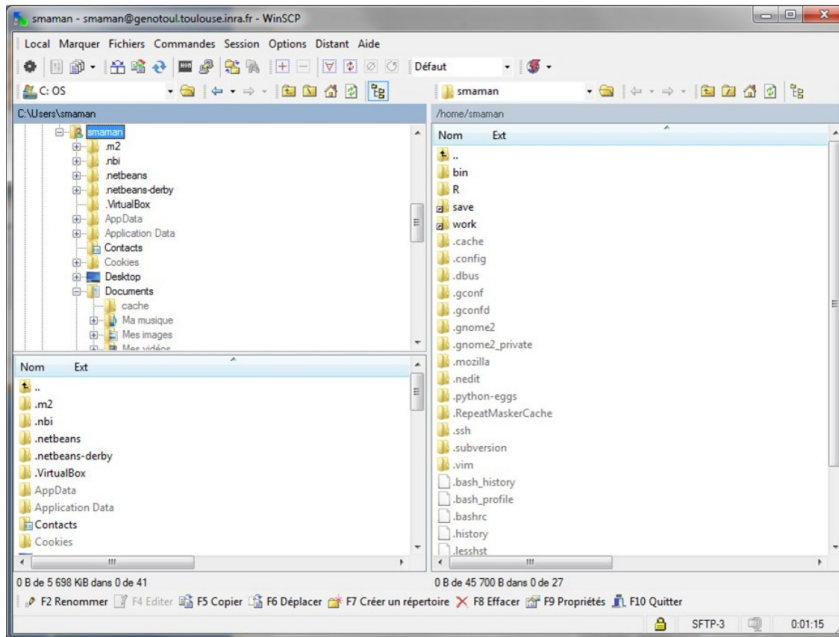 smaman - smaman@genotoul.toulouse.inra.fr - WinSCP
Local Marquer Fichiers Commandes Session Options Distant Aide
Défaut
C: OS
smaman
C:\Users\smaman
/home/smaman
smaman
.m2
.nbi
.netbeans
.netbeans-derby
.VirtualBox
AppData
Application Data
Contacts
Cookies
Desktop
Documents
cache
Ma musique
Mes images
Mes vidéos
Nom Ext
..
.m2
.nbi
.netbeans
.netbeans-derby
.VirtualBox
AppData
Application Data
Contacts
Cookies
Nom Ext
..
bin
R
save
work
.cache
.config
.dbus
.gconf
.gconfd
.gnome2
.gnome2_private
.mozilla
.nedit
.python-eggs
.RepeatMaskerCache
.ssh
.subversion
.vim
.bash_history
.bash_profile
.bashrc
.history
.lesshst
0 B de 5 698 KiB dans 0 de 41
0 B de 45 700 B dans 0 de 27
F2 Renommer F4 Editer F5 Copier F6 Déplacer F7 Créer un répertoire F8 Effacer F9 Propriétés F10 Quitter
SFTP-3 0:01:15